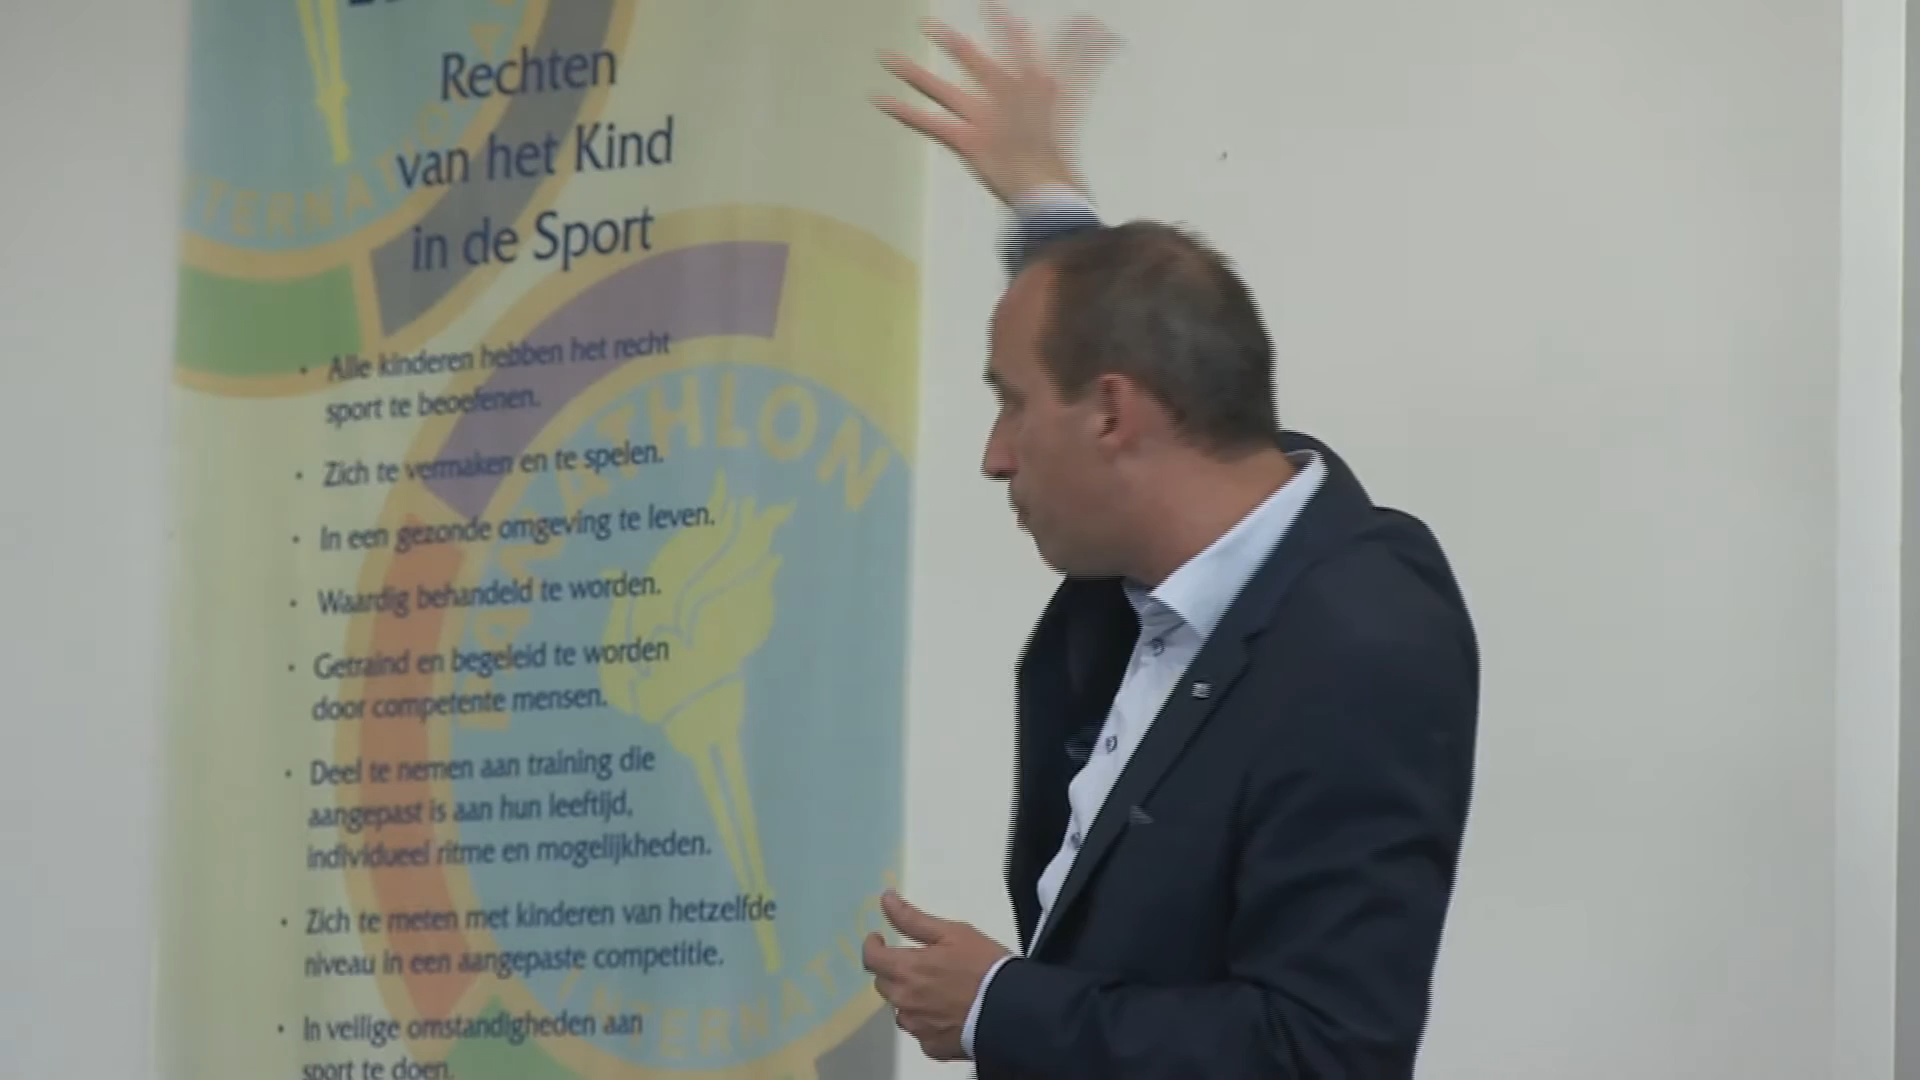 Rechten
van het Kind
in de Sport
• Alle kinderen hebben het recht
sport te beoefenen.
• Zich te vermaken en te spelen.
• In een gezonde omgeving te leven.
• Waardig behandeld te worden.
• Getraind en begeleid te worden
door competente mensen.
• Deel te nemen aan training die
aangepast is aan hun leeftijd,
individueel ritme en mogelijkheden.
• Zich te meten met kinderen van hetzelfde
niveau in een aangepaste competitie.
• In veilige omstandigheden aan
sport te doen.
PANATHLON